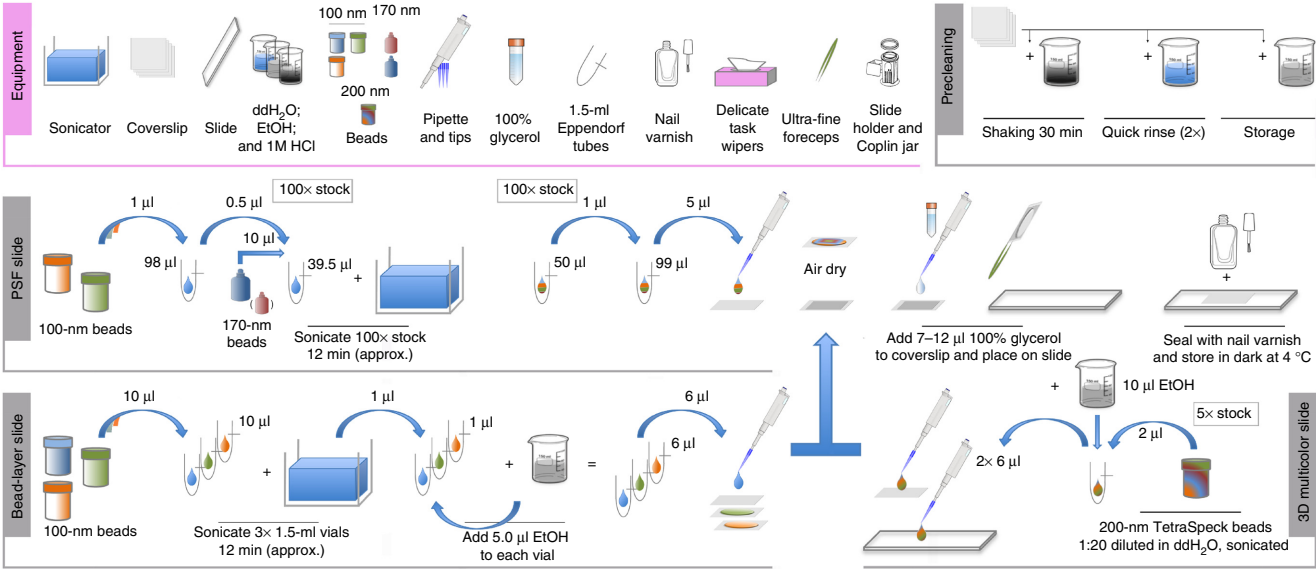 Equipment
100 nm
170 nm
200 nm
Sonicator
Coverslip
Slide
ddH2O;
EtOH;
and 1M HCl
Beads
Pipette
and tips
100%
glycerol
1.5-ml
Eppendorf
tubes
Nail
varnish
Delicate
task
wipers
Ultra-fine
foreceps
Slide
holder and
Coplin jar
Precleaning
+
+
+
Shaking 30 min
Quick rinse (2×)
Storage
PSF slide
100× stock
1 µl
0.5 µl
10 µl
98 µl
39.5 µl
+
100-nm beads
170-nm
beads
Sonicate 100× stock
12 min (approx.)
100× stock
1 µl
5 µl
50 µl
99 µl
Air dry
Add 7–12 µl 100% glycerol
to coverslip and place on slide
+
Seal with nail varnish
and store in dark at 4 °C
Bead-layer slide
10 µl
10 µl
+
100-nm beads
Sonicate 3× 1.5-ml vials
12 min (approx.)
1 µl
1 µl
+
=
Add 5.0 µl EtOH
to each vial
6 µl
6 µl
3D multicolor slide
+
10 µl EtOH
5× stock
2 µl
2× 6 µl
200-nm TetraSpeck beads
1:20 diluted in ddH2O, sonicated